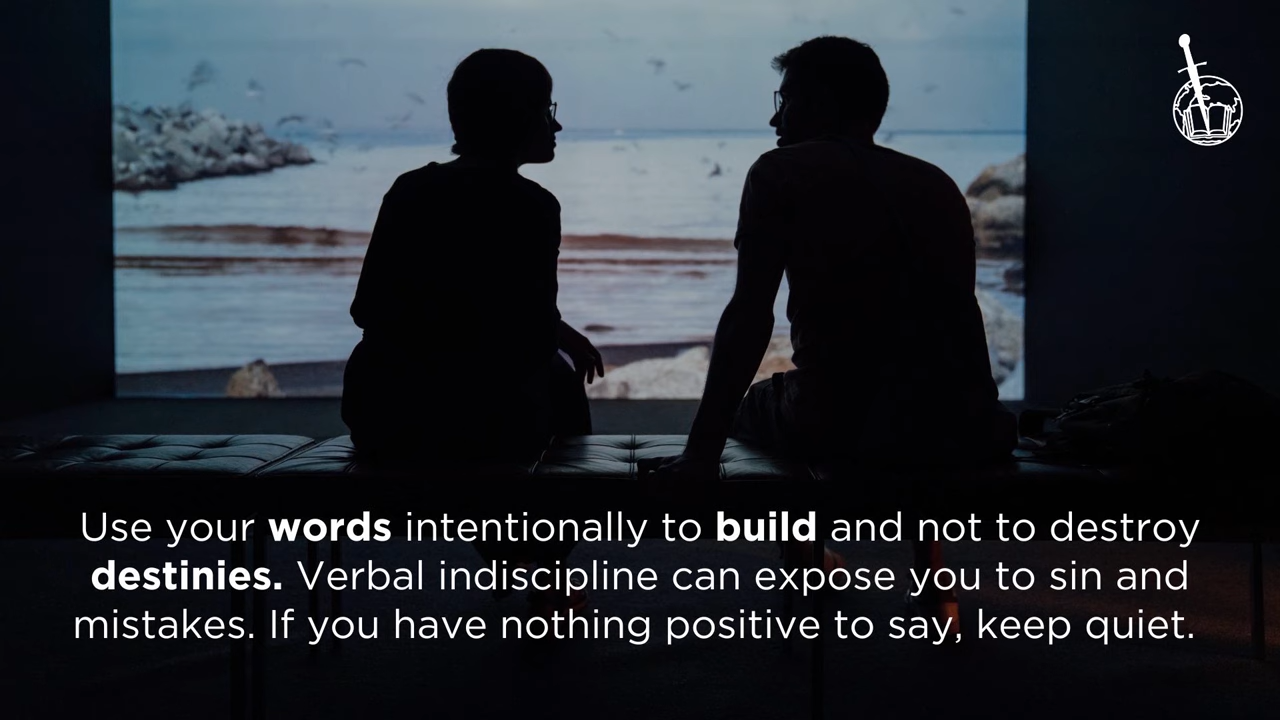 Use your words intentionally to build and not to destroy
destinies. Verbal indiscipline can expose you to sin and
mistakes. If you have nothing positive to say, keep quiet.